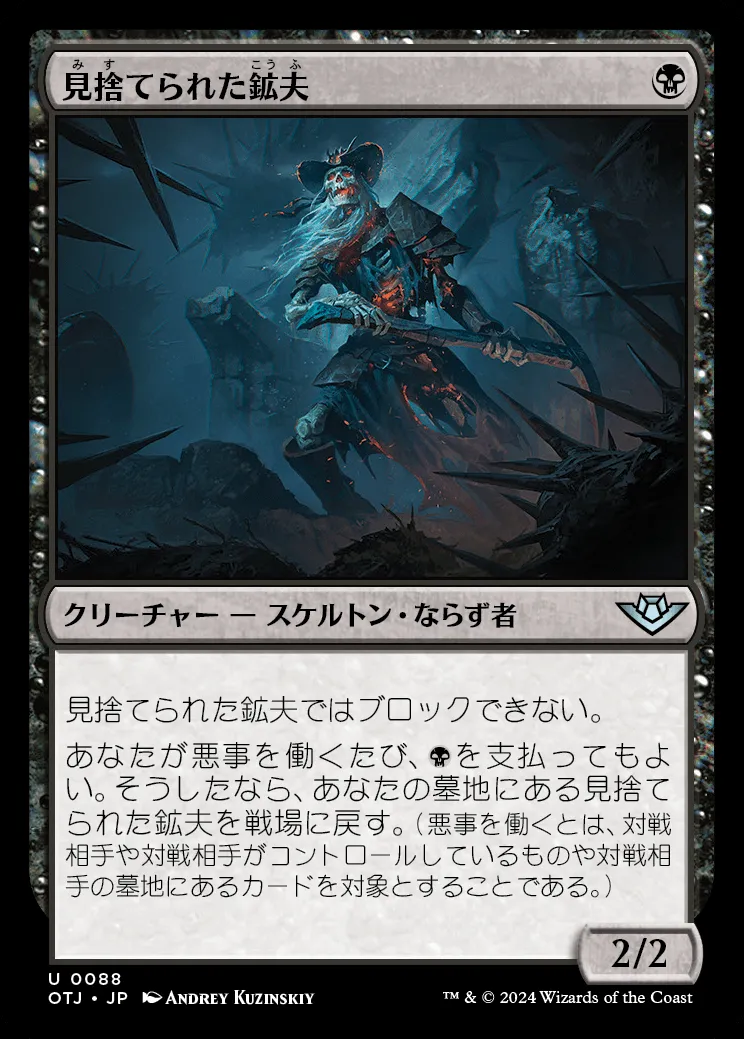 見捨てられた鉱夫
クリーチャー — スケルトン・ならず者
見捨てられた鉱夫ではブロックできない。
あなたが悪事を働くたび、を支払ってもよ
い。そうしたなら、あなたの墓地にある見捨て
られた鉱夫を戦場に戻す。（悪事を働くとは、対戦
相手や対戦相手がコントロールしているものや対戦相
手の墓地にあるカードを対象とすることである。）
2/2
U 0088
OTJ • JP Andrey Kuzinskiy
™ & © 2024 Wizards of the Coast